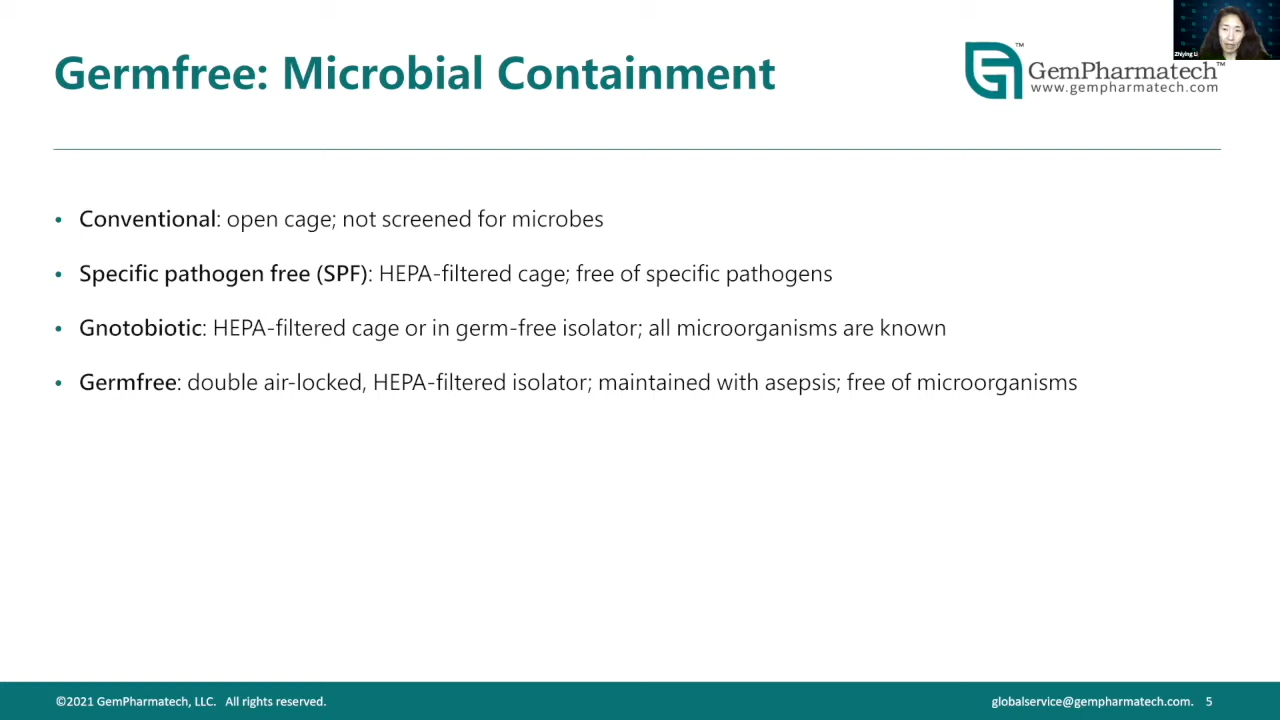 Germfree: Microbial Containment
GemPharmatech™
www.gempharmatech.com
Zhiying Li
• Conventional: open cage; not screened for microbes
• Specific pathogen free (SPF): HEPA-filtered cage; free of specific pathogens
• Gnotobiotic: HEPA-filtered cage or in germ-free isolator; all microorganisms are known
• Germfree: double air-locked, HEPA-filtered isolator; maintained with asepsis; free of microorganisms
©2021 GemPharmatech, LLC. All rights reserved.
globalservice@gempharmatech.com. 5